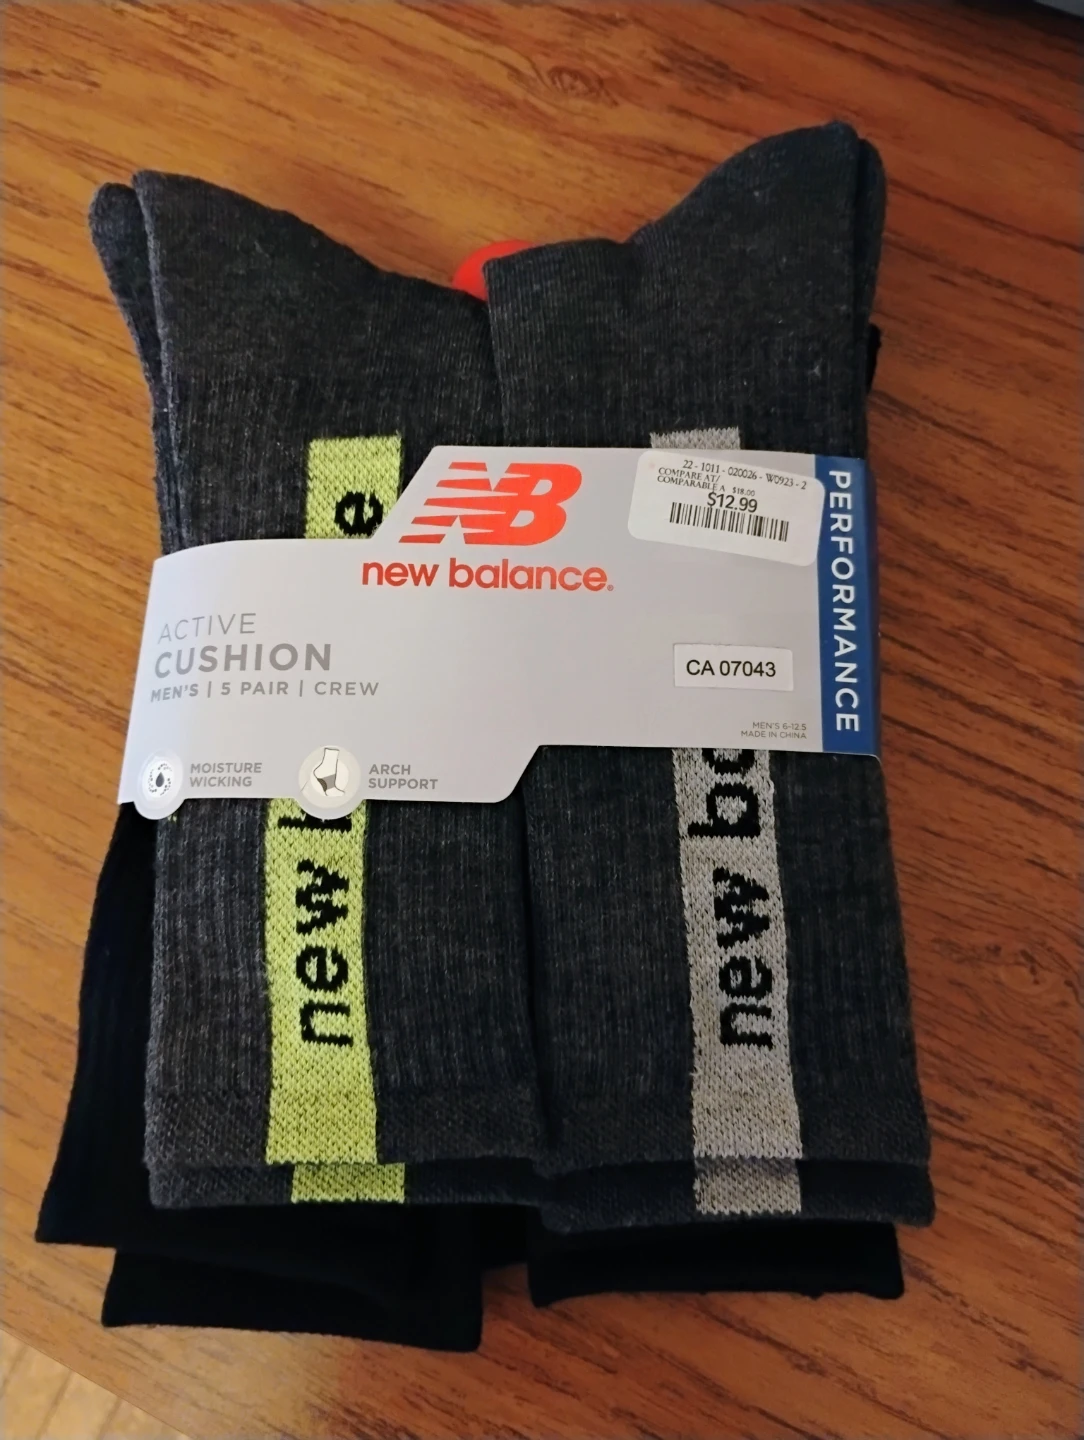 22 - 1011 - 020026 - W0923 - 2
COMPARE AT/
COMPARABLE A $18.00
$12.99
NB
new balance.
PERFORMANCE
ACTIVE
CUSHION
MEN'S | 5 PAIR | CREW
CA 07043
MEN'S 6-12.5
MADE IN CHINA
MOISTURE
WICKING
ARCH
SUPPORT
new b
e
new ba